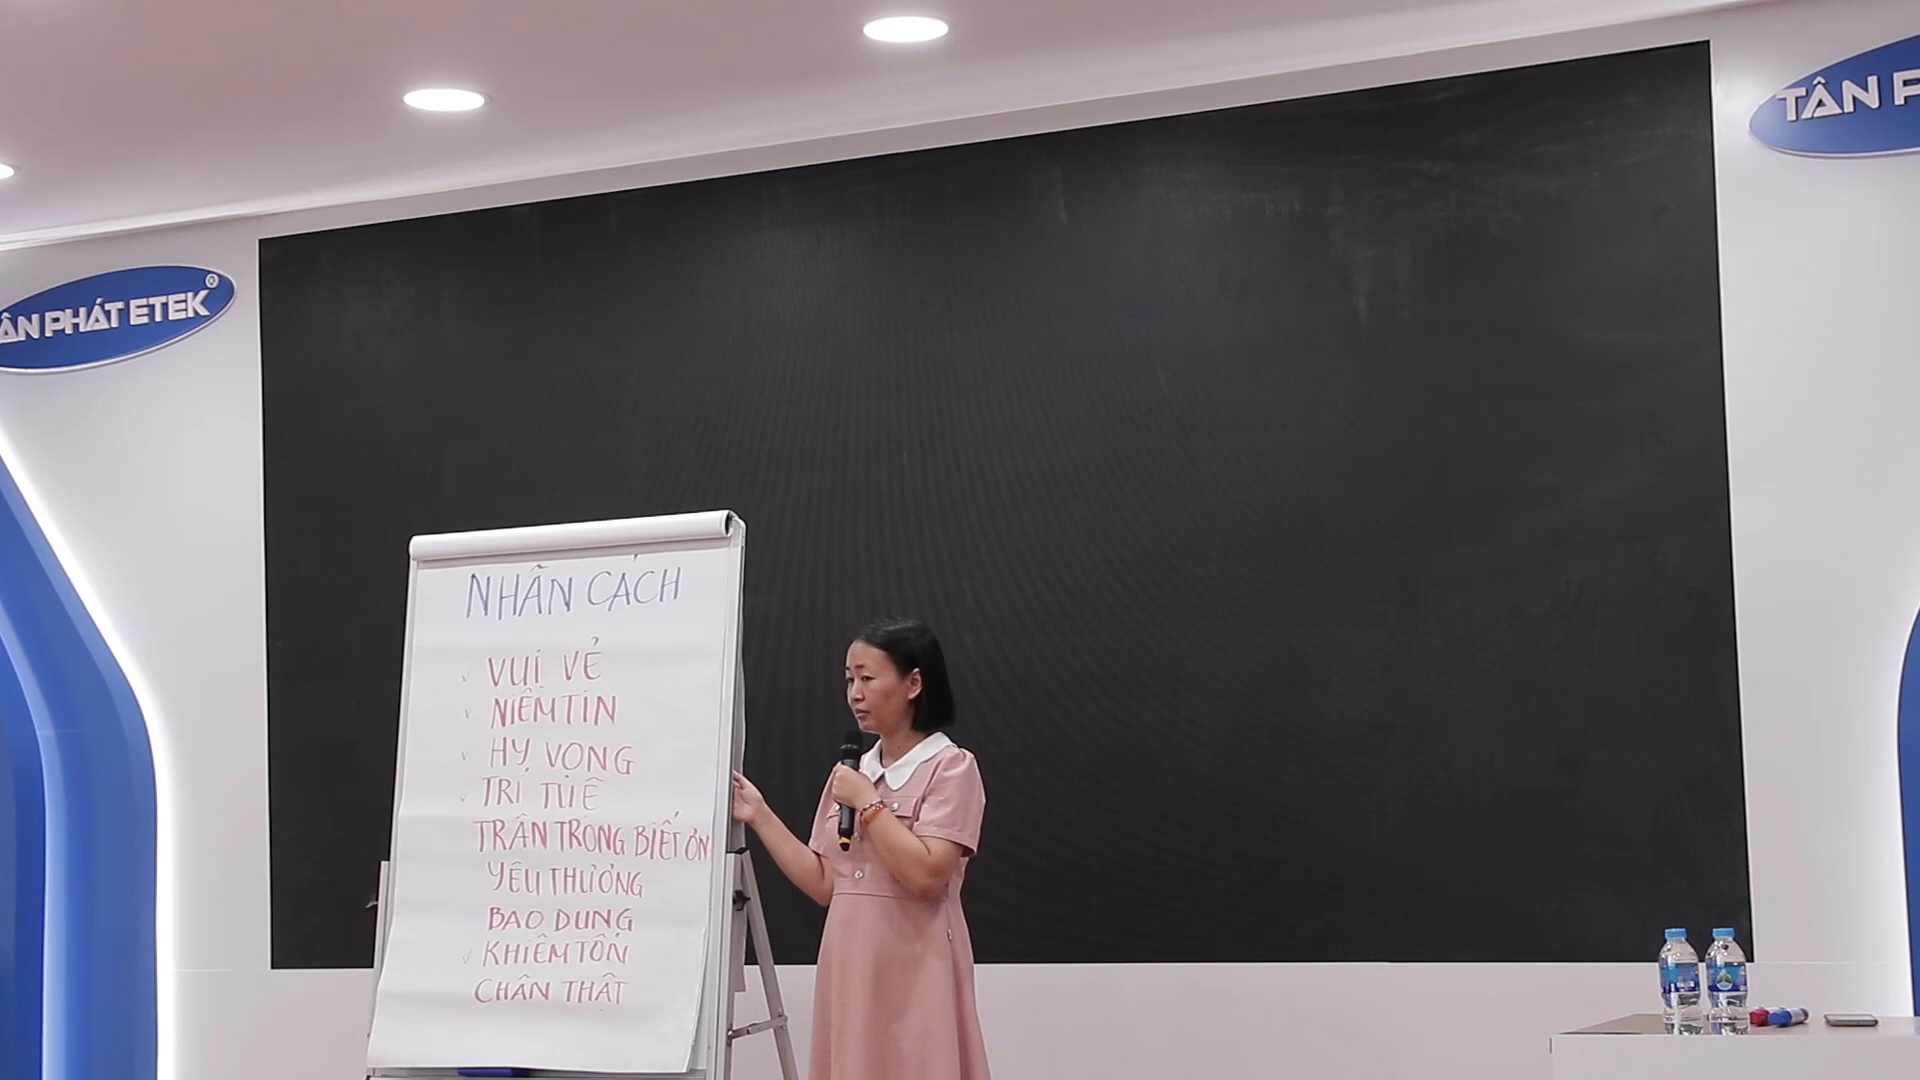 TÂN P
ÂN PHÁT ETEK®
NHÂN CÁCH
VUI VẺ
NIỀM TIN
HY VỌNG
TRÍ TUỆ
TRÂN TRỌNG BIẾT ƠN
YÊU THƯƠNG
BAO DUNG
KHIÊM TỐN
CHÂN THẬT